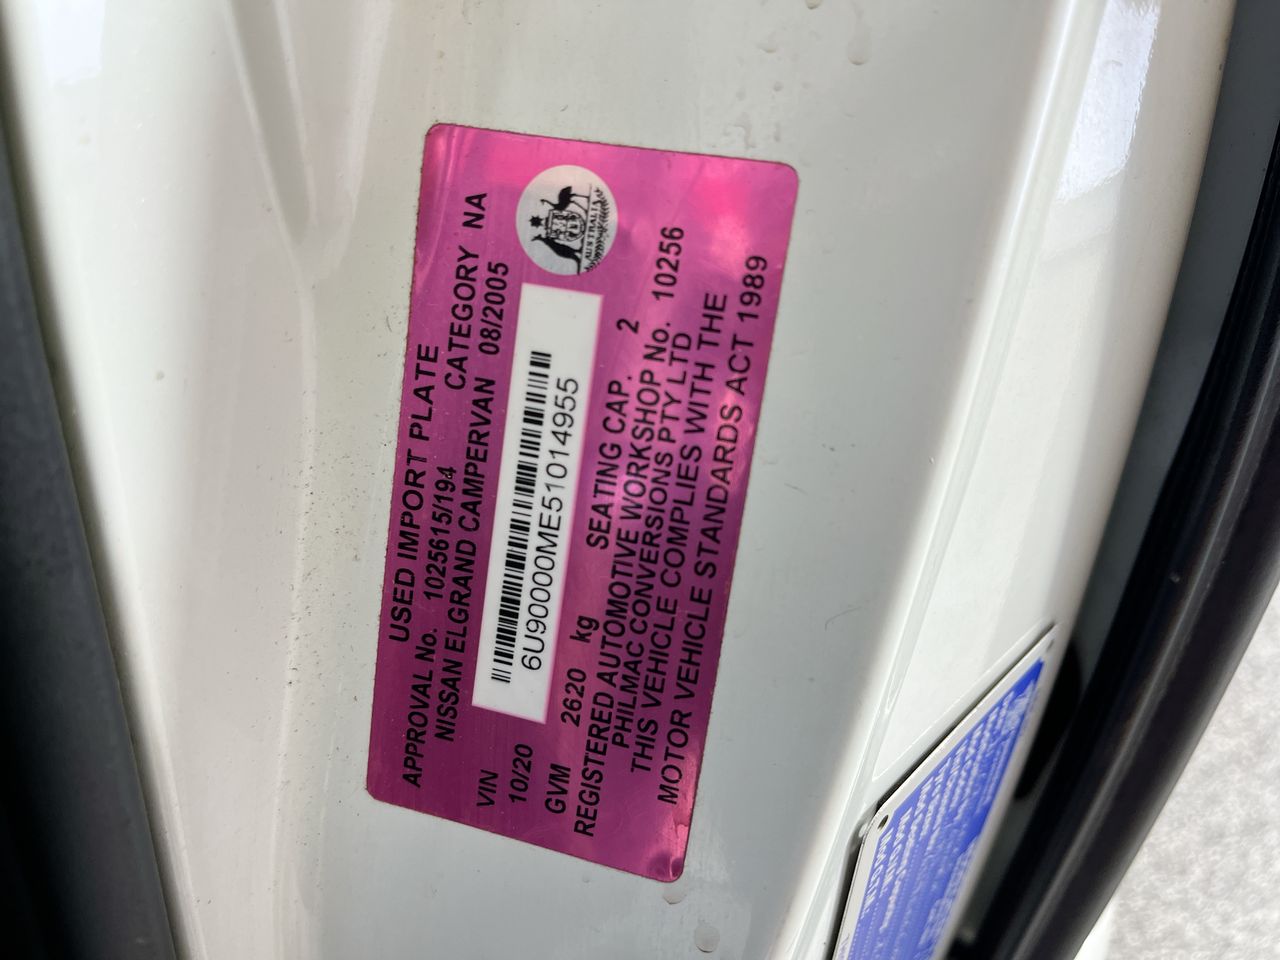 USED IMPORT PLATE
APPROVAL No. 1025615/194 CATEGORY NA
NISSAN ELGRAND CAMPERVAN 08/2005
AUSTRALIA
VIN 6U90000ME51014955
10/20
GVM 2620 kg SEATING CAP. 2
REGISTERED AUTOMOTIVE WORKSHOP No. 10256
PHILMAC CONVERSIONS PTY LTD
THIS VEHICLE COMPLIES WITH THE
MOTOR VEHICLE STANDARDS ACT 1989